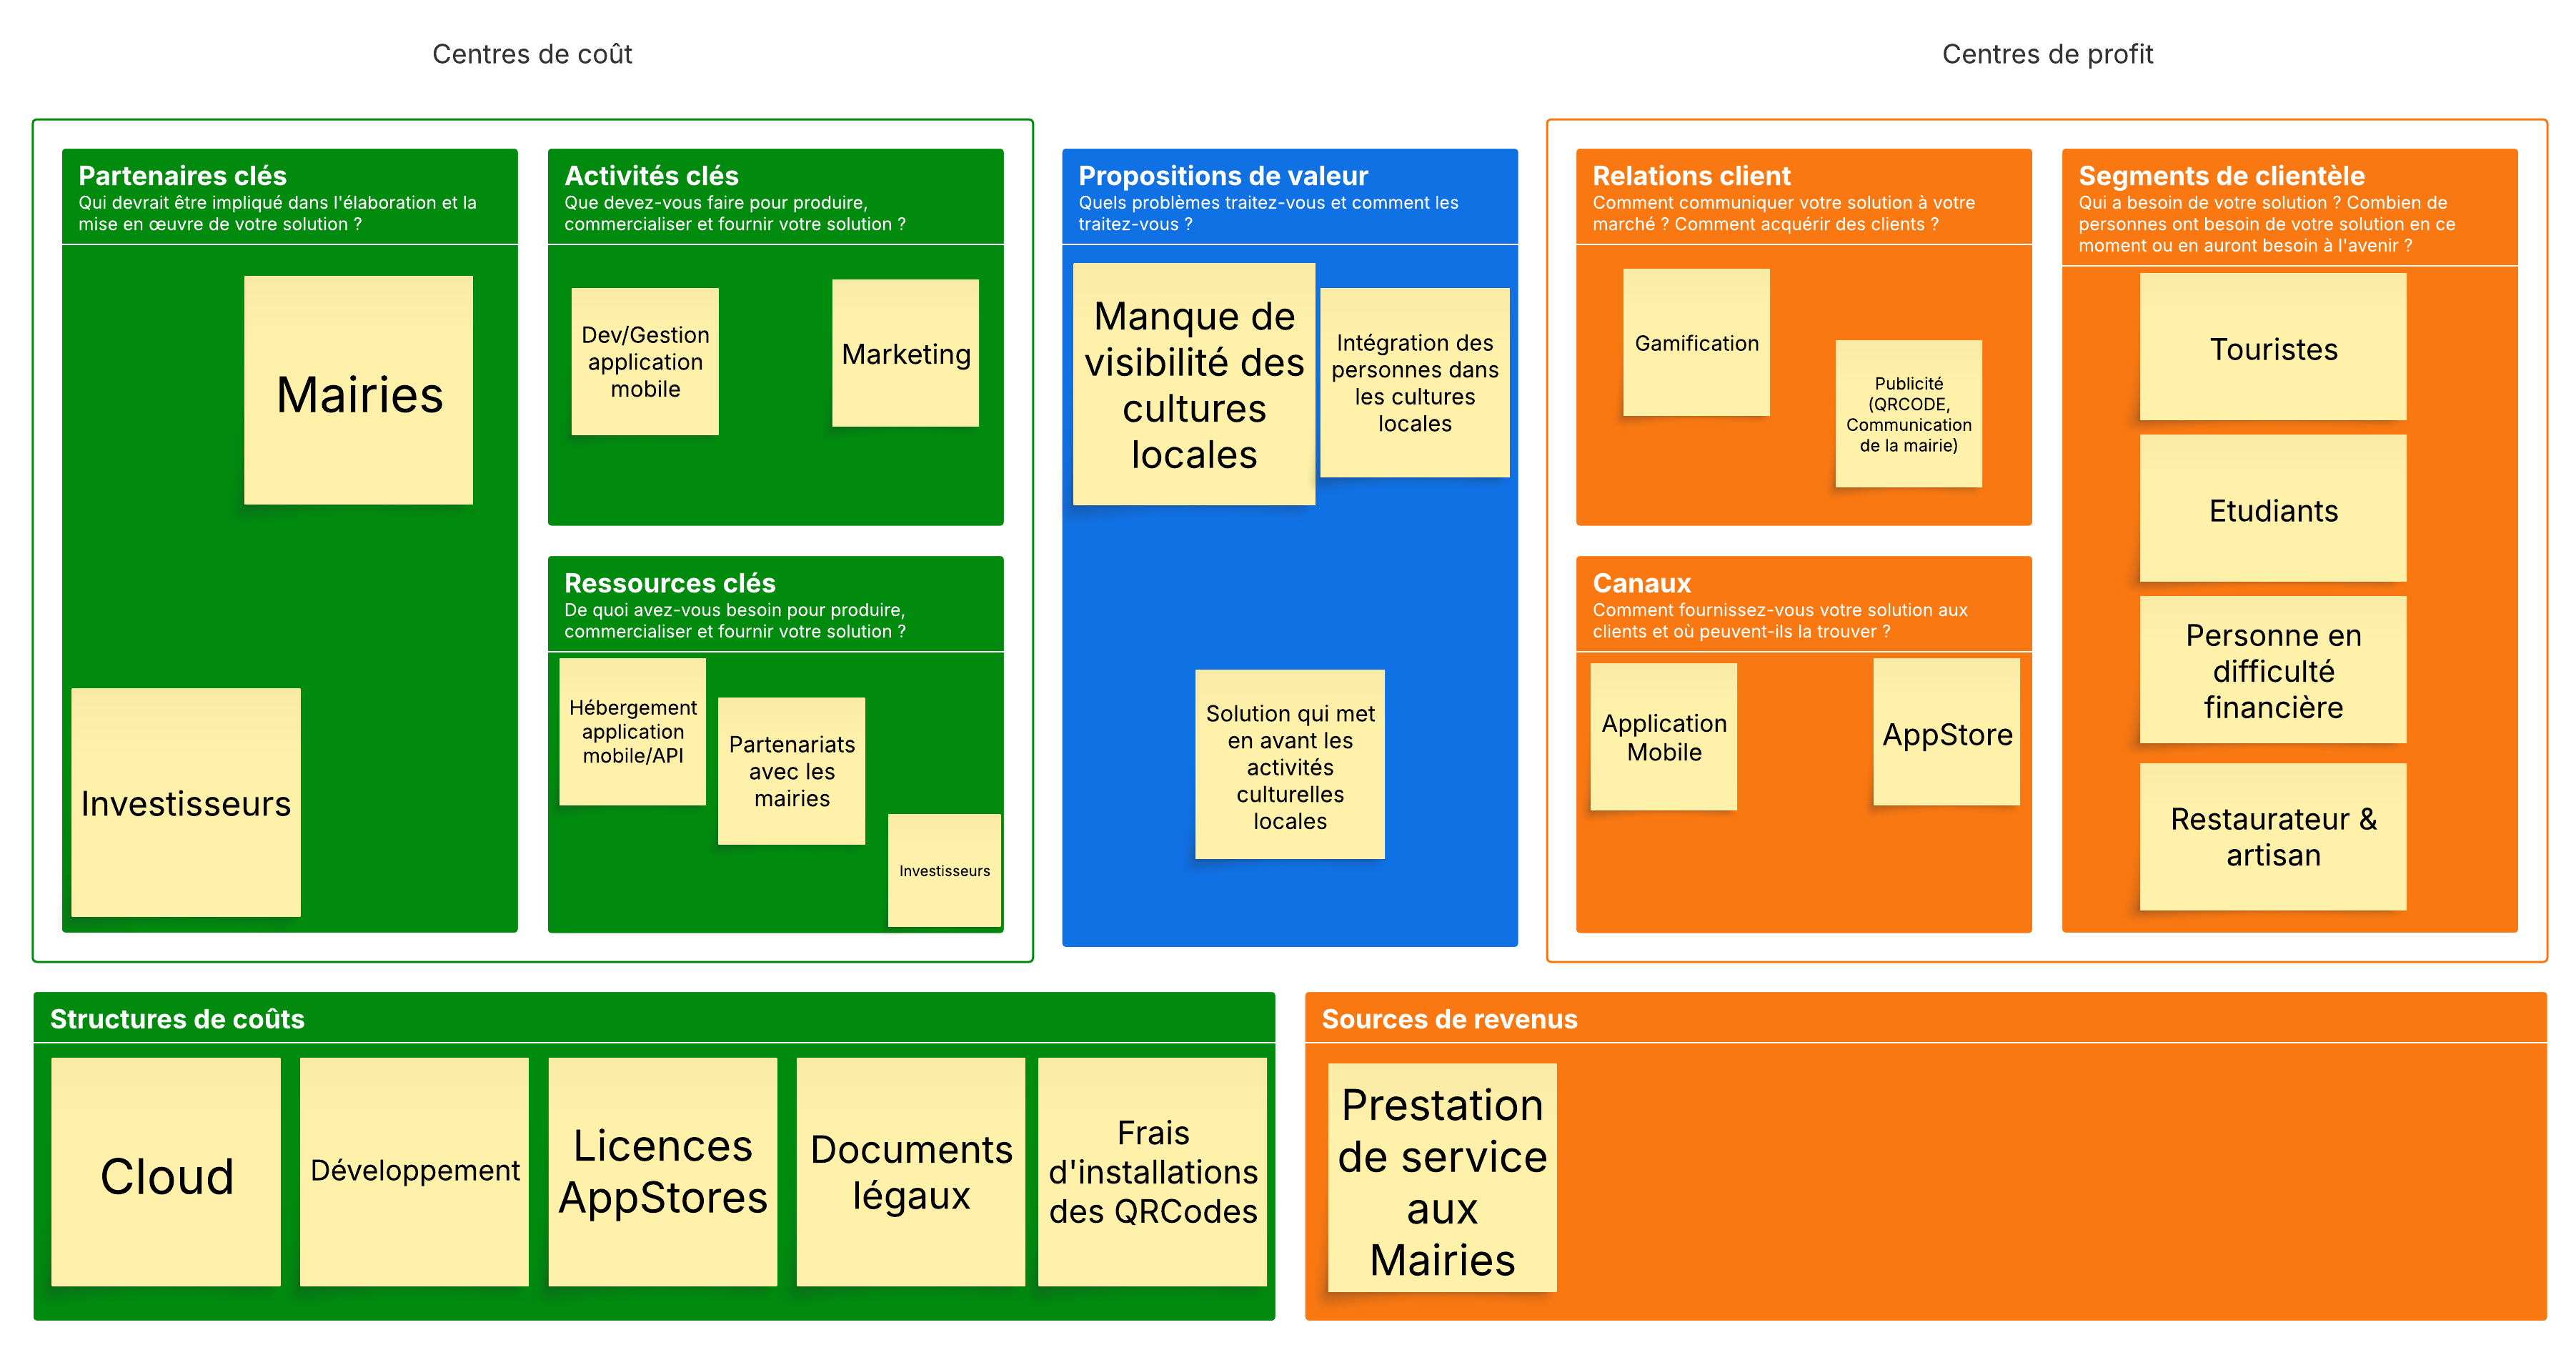 Centres de coût
Centres de profit
Partenaires clés
Qui devrait être impliqué dans l'élaboration et la
mise en œuvre de votre solution ?
Mairies
Investisseurs
Activités clés
Que devez-vous faire pour produire,
commercialiser et fournir votre solution ?
Dev/Gestion
application
mobile
Marketing
Ressources clés
De quoi avez-vous besoin pour produire,
commercialiser et fournir votre solution ?
Hébergement
application
mobile/API
Partenariats
avec les
mairies
Investisseurs
Propositions de valeur
Quels problèmes traitez-vous et comment les
traitez-vous ?
Manque de
visibilité des
cultures
locales
Intégration des
personnes dans
les cultures
locales
Solution qui met
en avant les
activités
culturelles
locales
Relations client
Comment communiquer votre solution à votre
marché ? Comment acquérir des clients ?
Gamification
Publicité
(QRCODE,
Communication
de la mairie)
Canaux
Comment fournissez-vous votre solution aux
clients et où peuvent-ils la trouver ?
Application
Mobile
AppStore
Segments de clientèle
Qui a besoin de votre solution ? Combien de
personnes ont besoin de votre solution en ce
moment ou en auront besoin à l'avenir ?
Touristes
Etudiants
Personne en
difficulté
financière
Restaurateur &
artisan
Structures de coûts
Cloud
Développement
Licences
AppStores
Documents
légaux
Frais
d'installations
des QRCodes
Sources de revenus
Prestation
de service
aux
Mairies